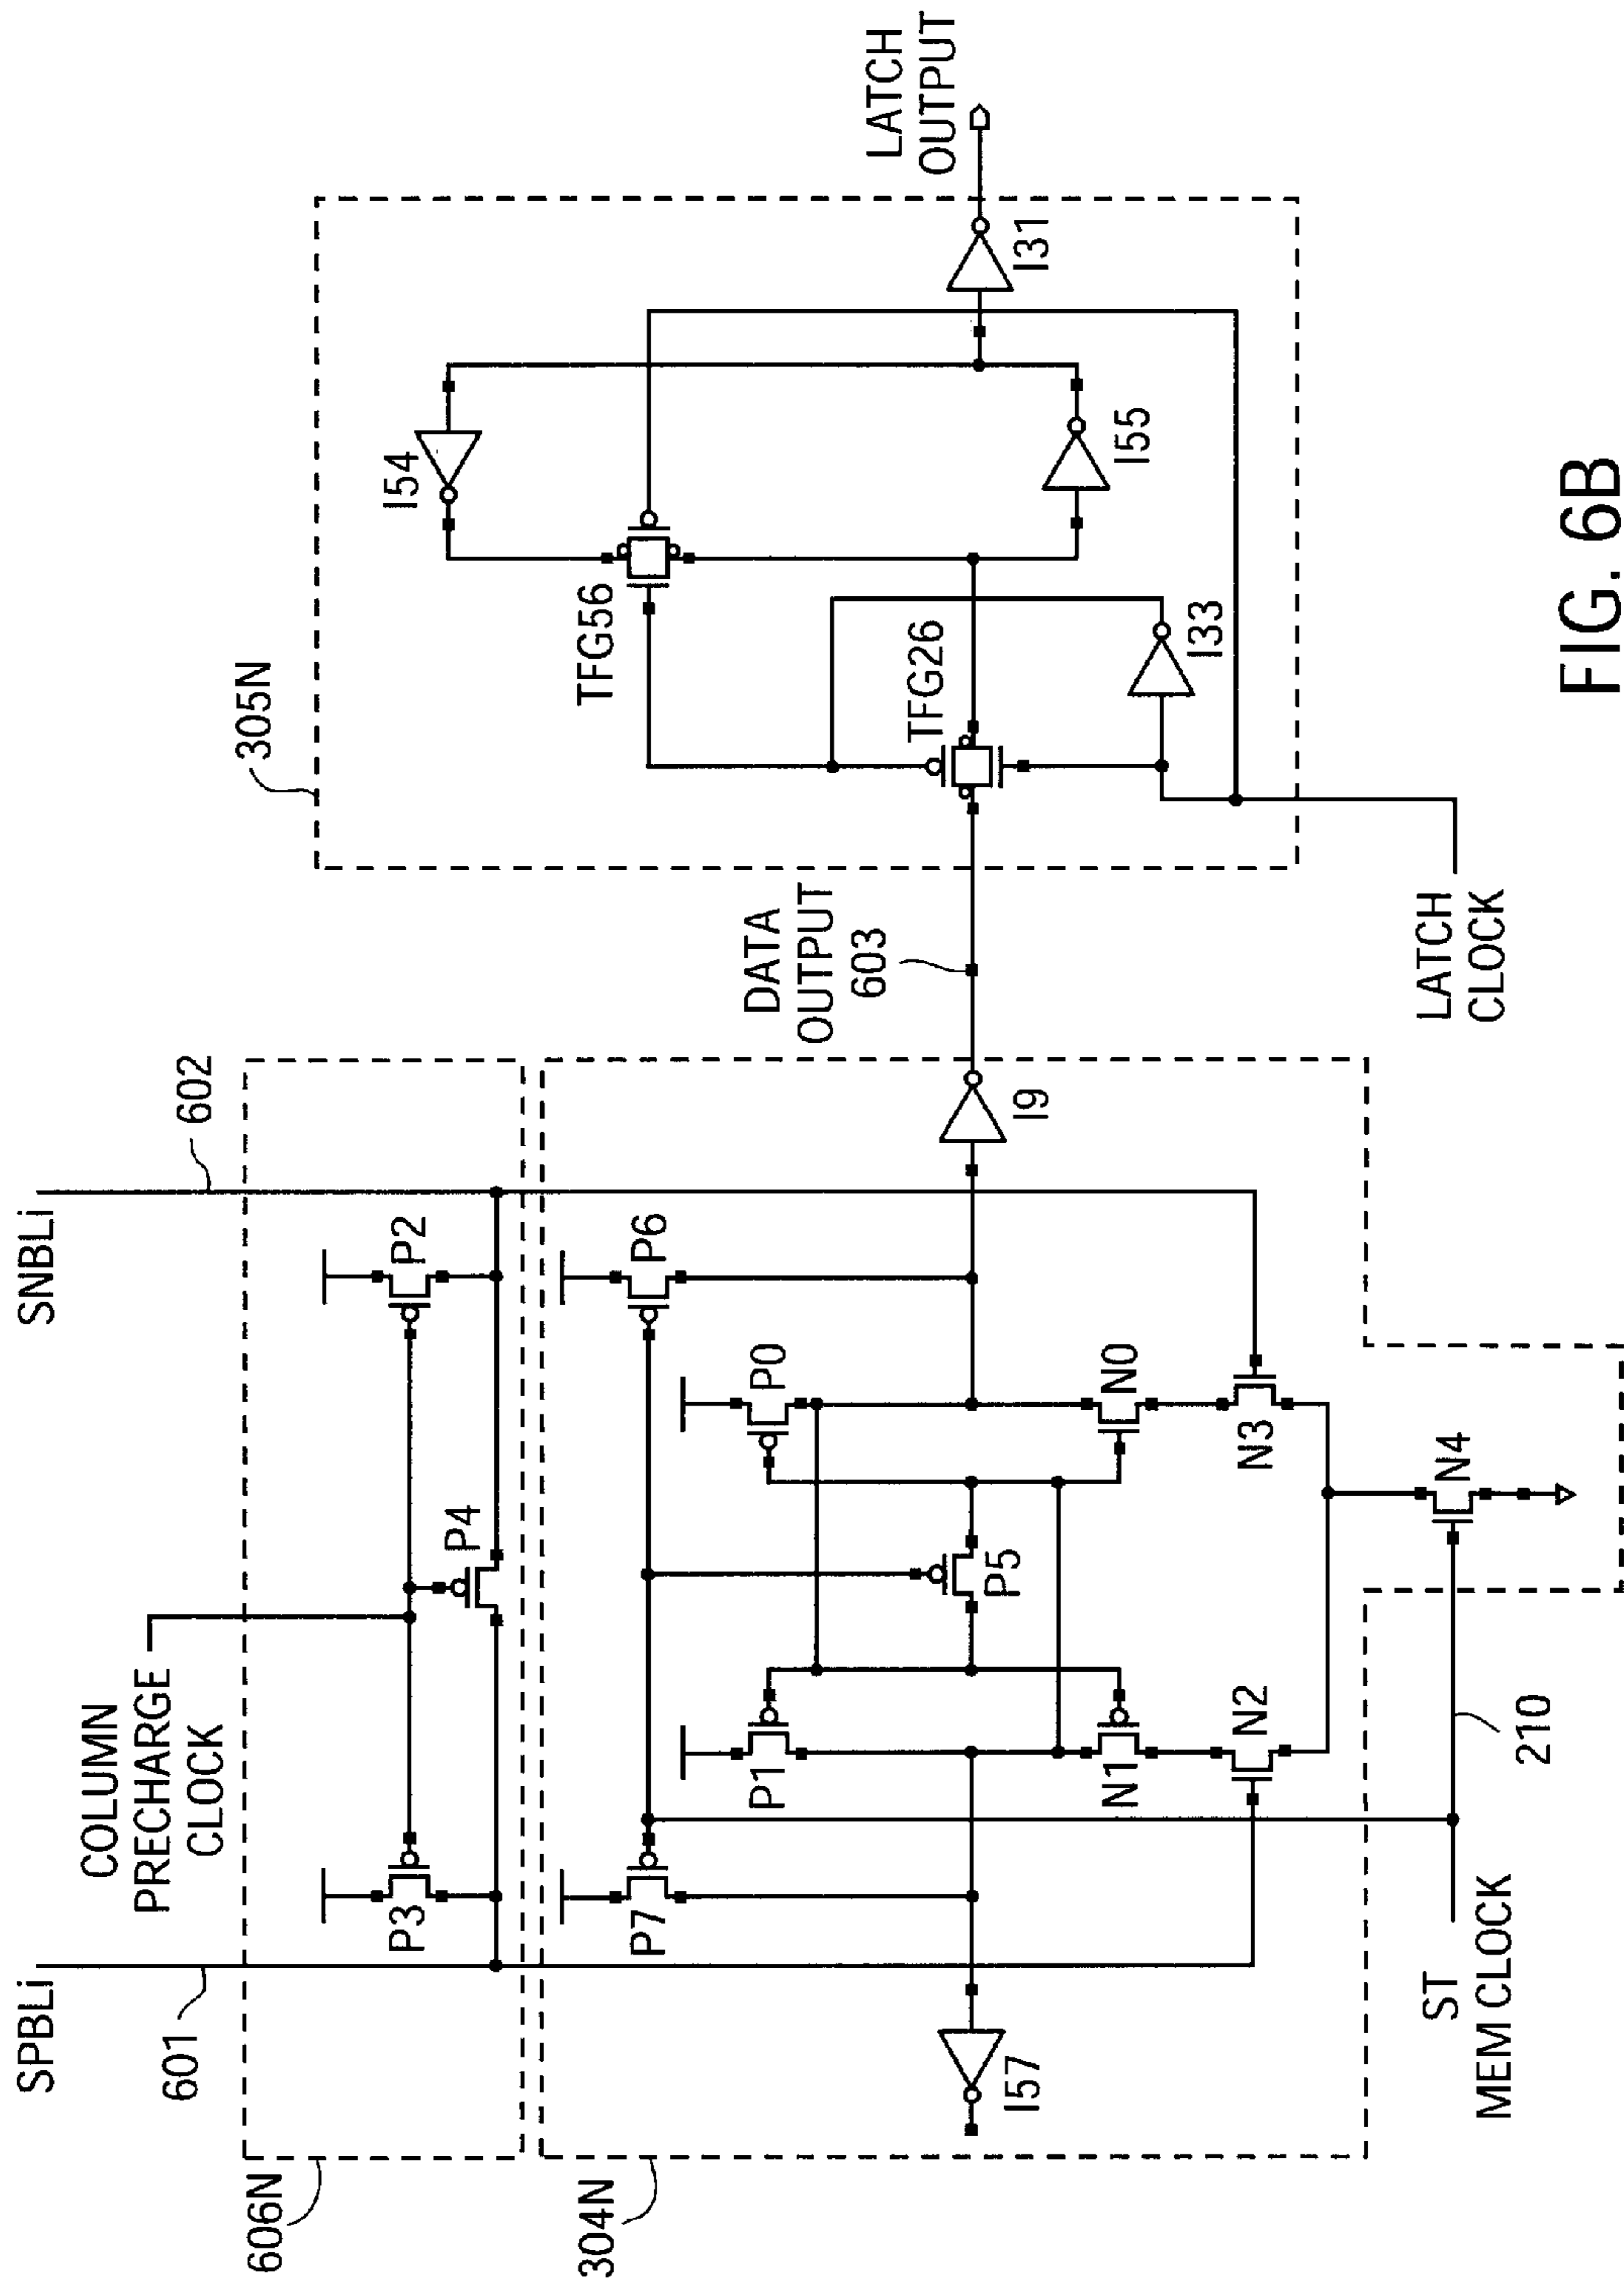 SPBLi
601
COLUMN
PRECHARGE
CLOCK
SNBLi
602
606N
P3
P4
P2
304N
P7
P6
P1
P0
P5
N1
N0
N2
N3
N4
I57
I9
ST
MEM CLOCK
210
DATA
OUTPUT
603
305N
I54
TFG56
TFG26
I55
I33
I31
LATCH
CLOCK
LATCH
OUTPUT
FIG. 6B